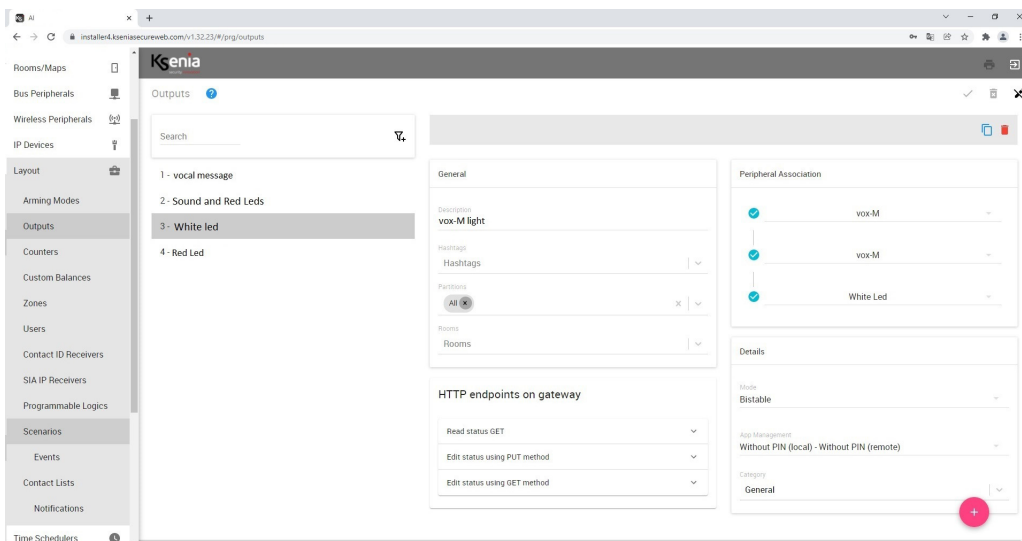 AI
installer4.kseniasecureweb.com/v1.32.23/#/prg/outputs
Ksenia
Rooms/Maps
Bus Peripherals
Wireless Peripherals
IP Devices
Layout
Arming Modes
Outputs
Counters
Custom Balances
Zones
Users
Contact ID Receivers
SIA IP Receivers
Programmable Logics
Scenarios
Events
Contact Lists
Notifications
Time Schedulers
Outputs
Search
1 - vocal message
2 - Sound and Red Leds
3 - White led
4 - Red Led
General
Description
vox-M light
Hashtags
Hashtags
Partitions
All
Rooms
Rooms
HTTP endpoints on gateway
Read status GET
Edit status using PUT method
Edit status using GET method
Peripheral Association
vox-M
vox-M
White Led
Details
Mode
Bistable
App Management
Without PIN (local) - Without PIN (remote)
Category
General